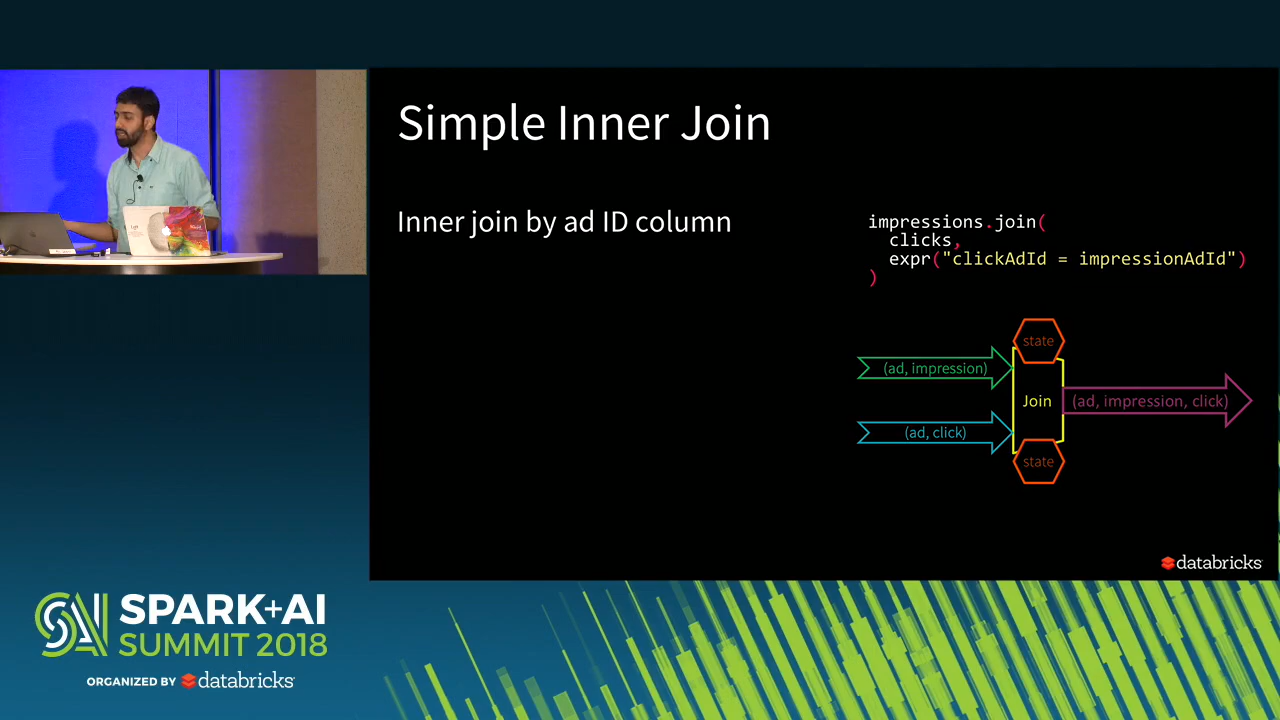 Simple Inner Join
Inner join by ad ID column
impressions.join(
clicks,
expr("clickAdId = impressionAdId")
)
state
(ad, impression)
Join
(ad, impression, click)
(ad, click)
state
databricks
SPARK+AI
SUMMIT 2018
ORGANIZED BY databricks